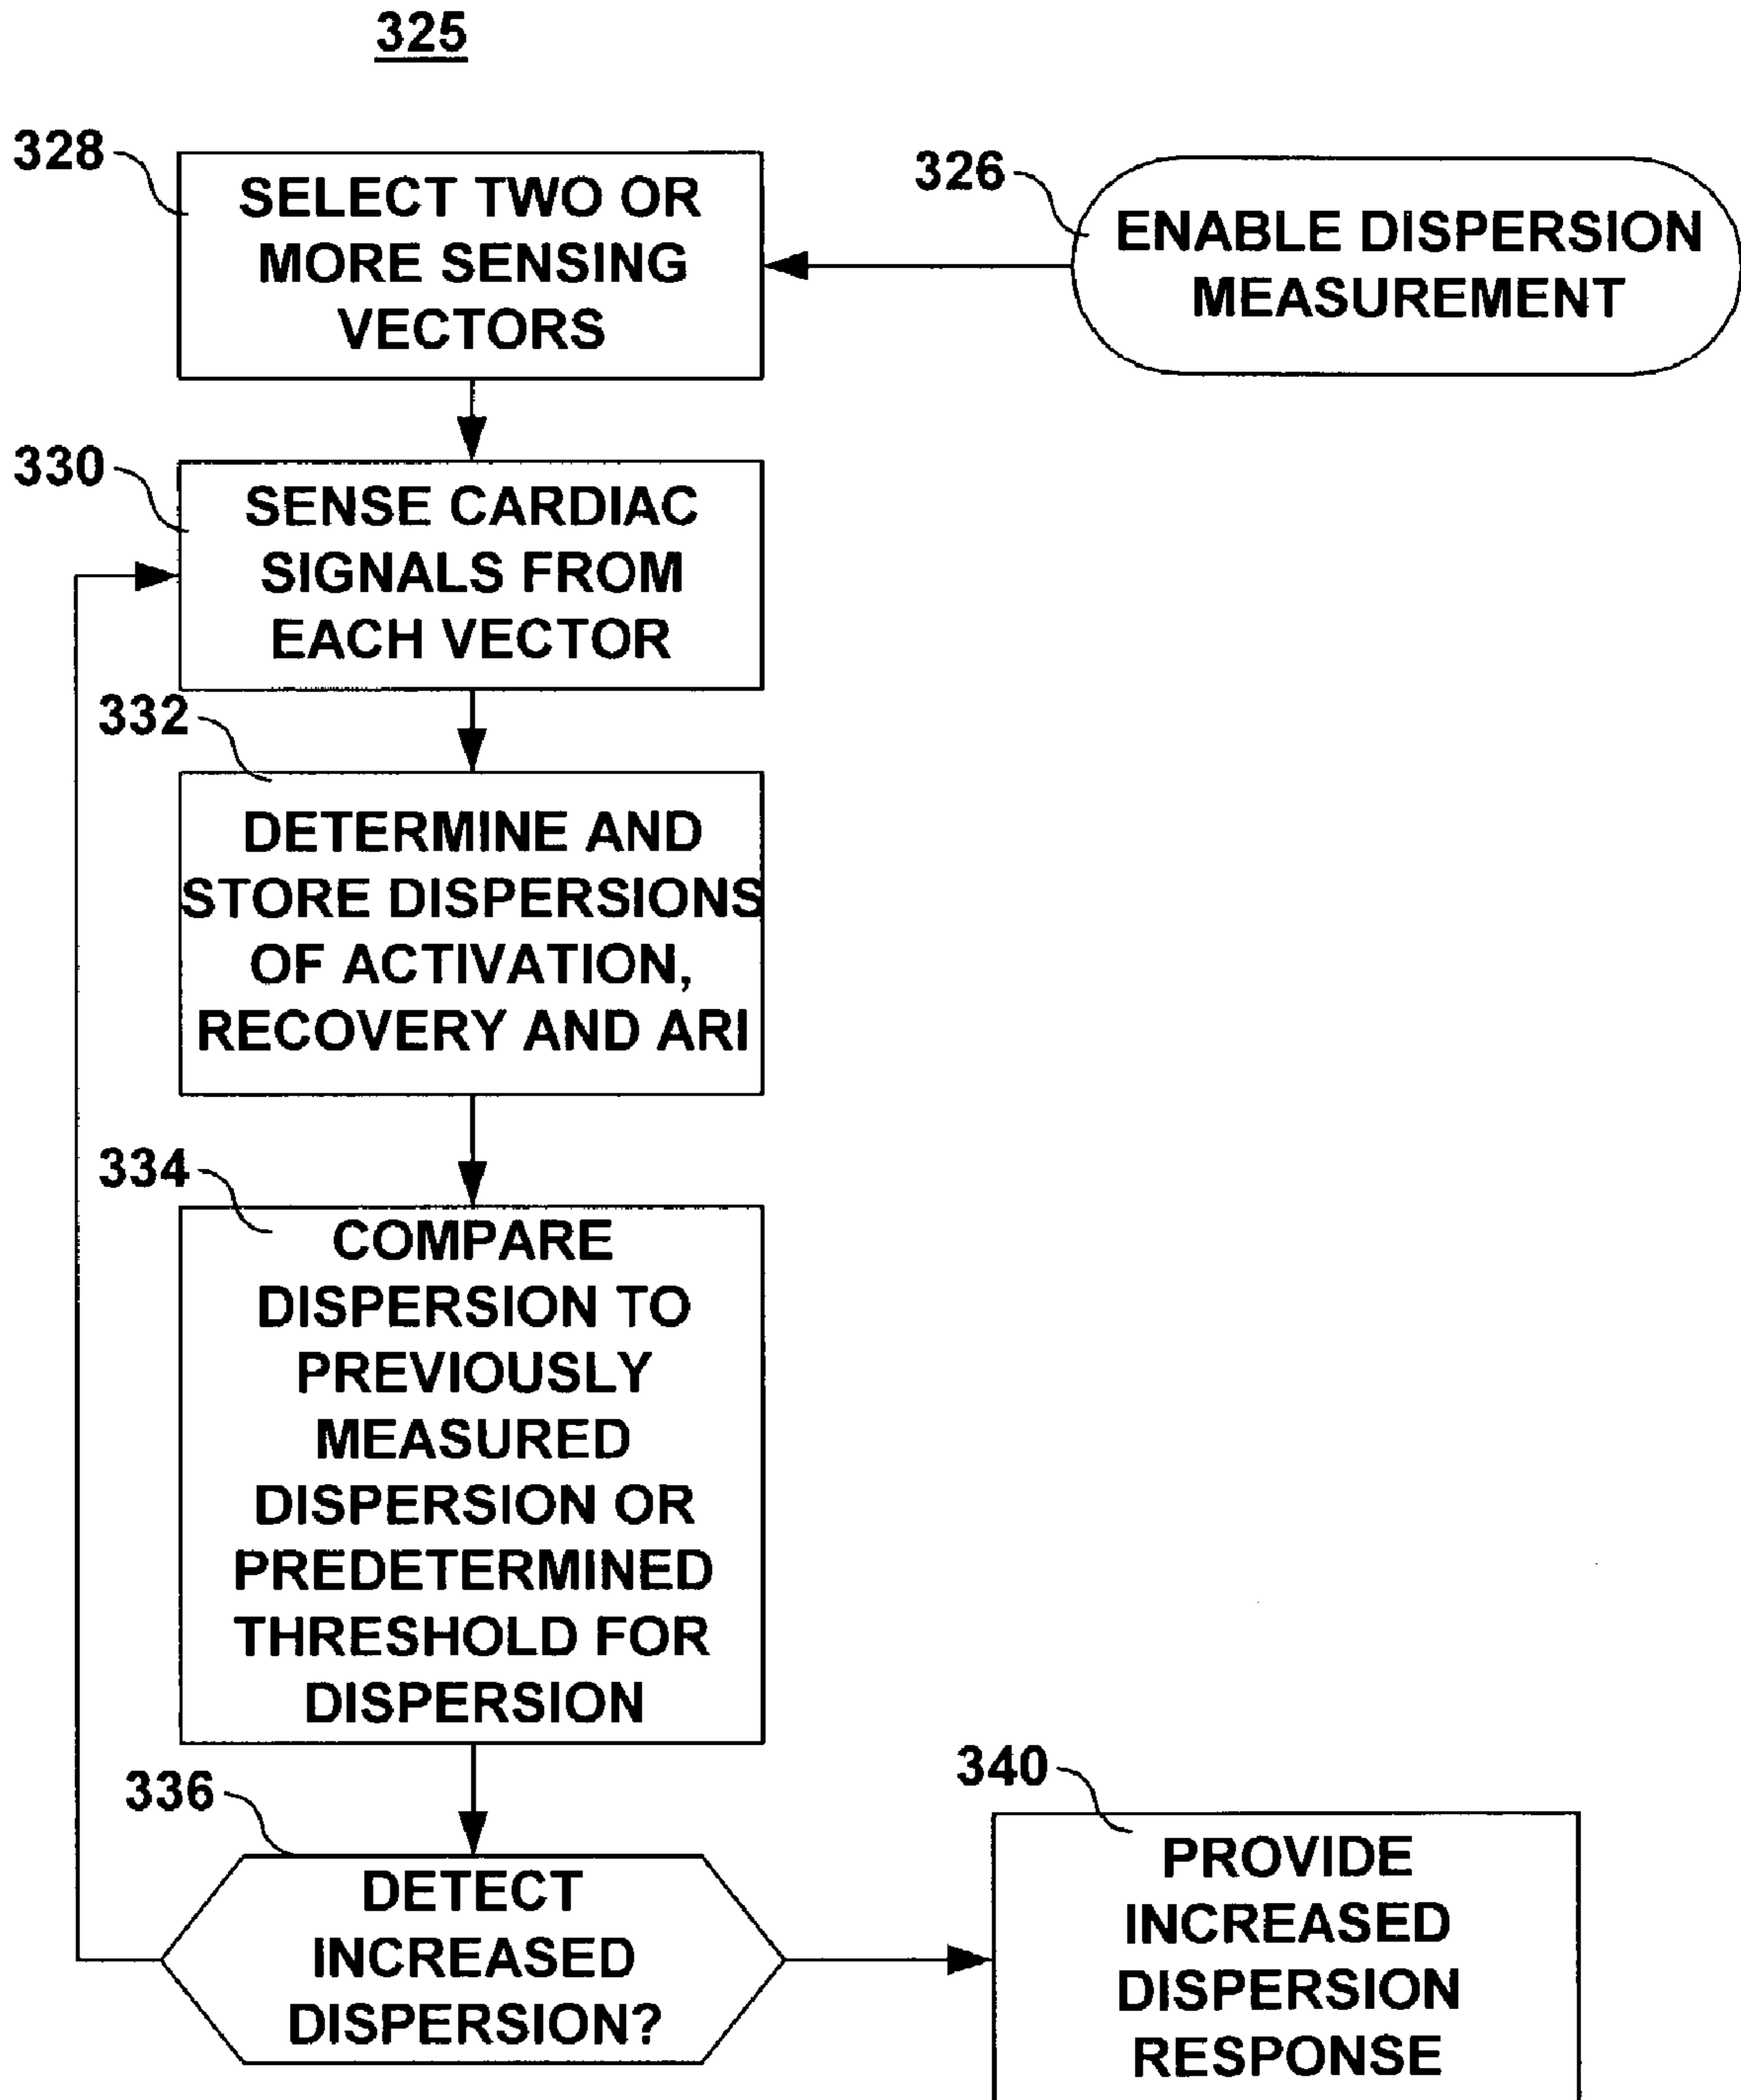 325
328
SELECT TWO OR
MORE SENSING
VECTORS
326
ENABLE DISPERSION
MEASUREMENT
330
SENSE CARDIAC
SIGNALS FROM
EACH VECTOR
332
DETERMINE AND
STORE DISPERSIONS
OF ACTIVATION,
RECOVERY AND ARI
334
COMPARE
DISPERSION TO
PREVIOUSLY
MEASURED
DISPERSION OR
PREDETERMINED
THRESHOLD FOR
DISPERSION
336
DETECT
INCREASED
DISPERSION?
340
PROVIDE
INCREASED
DISPERSION
RESPONSE